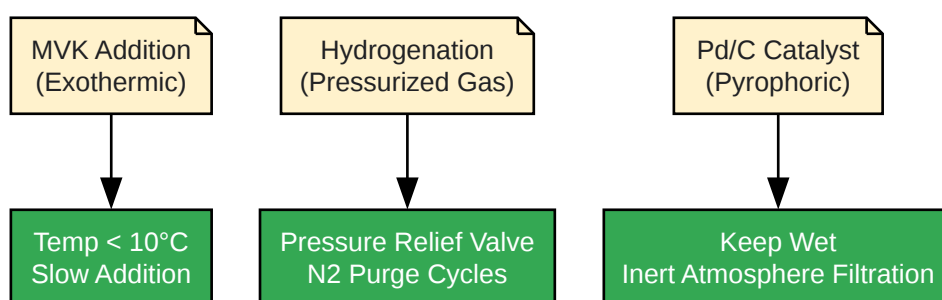 MVK Addition
(Exothermic)
Hydrogenation
(Pressurized Gas)
Pd/C Catalyst
(Pyrophoric)
Temp < 10°C
Slow Addition
Pressure Relief Valve
N2 Purge Cycles
Keep Wet
Inert Atmosphere Filtration